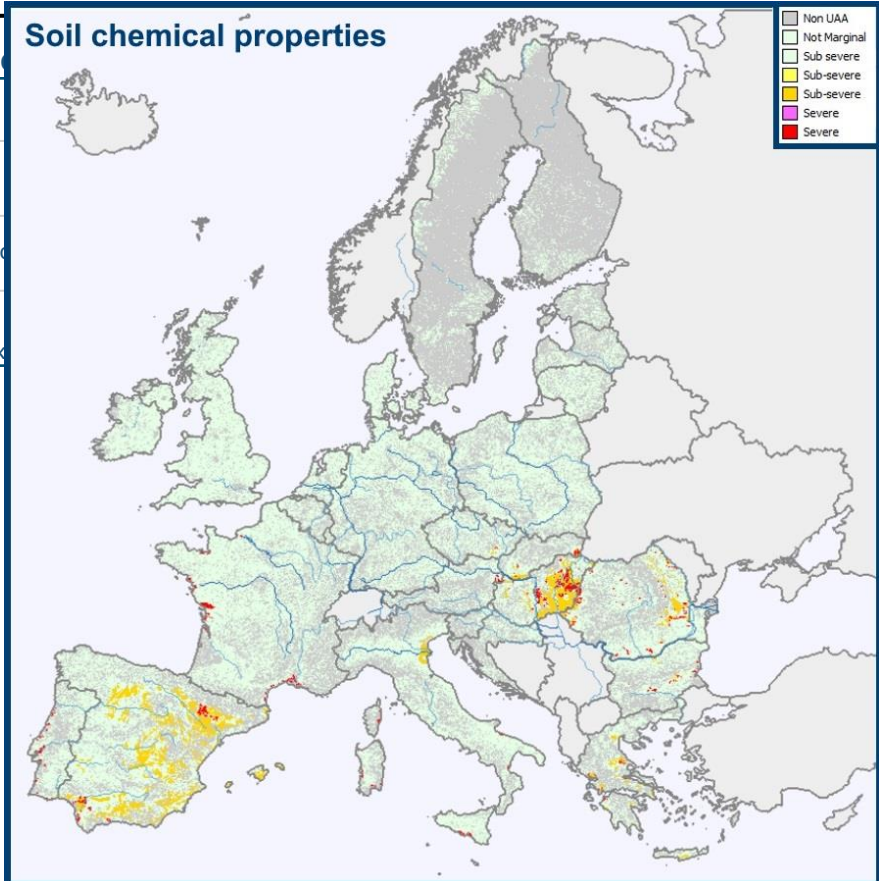 Soil chemical properties
Non UAA
Not Marginal
Sub severe
Sub-severe
Sub-severe
Severe
Severe